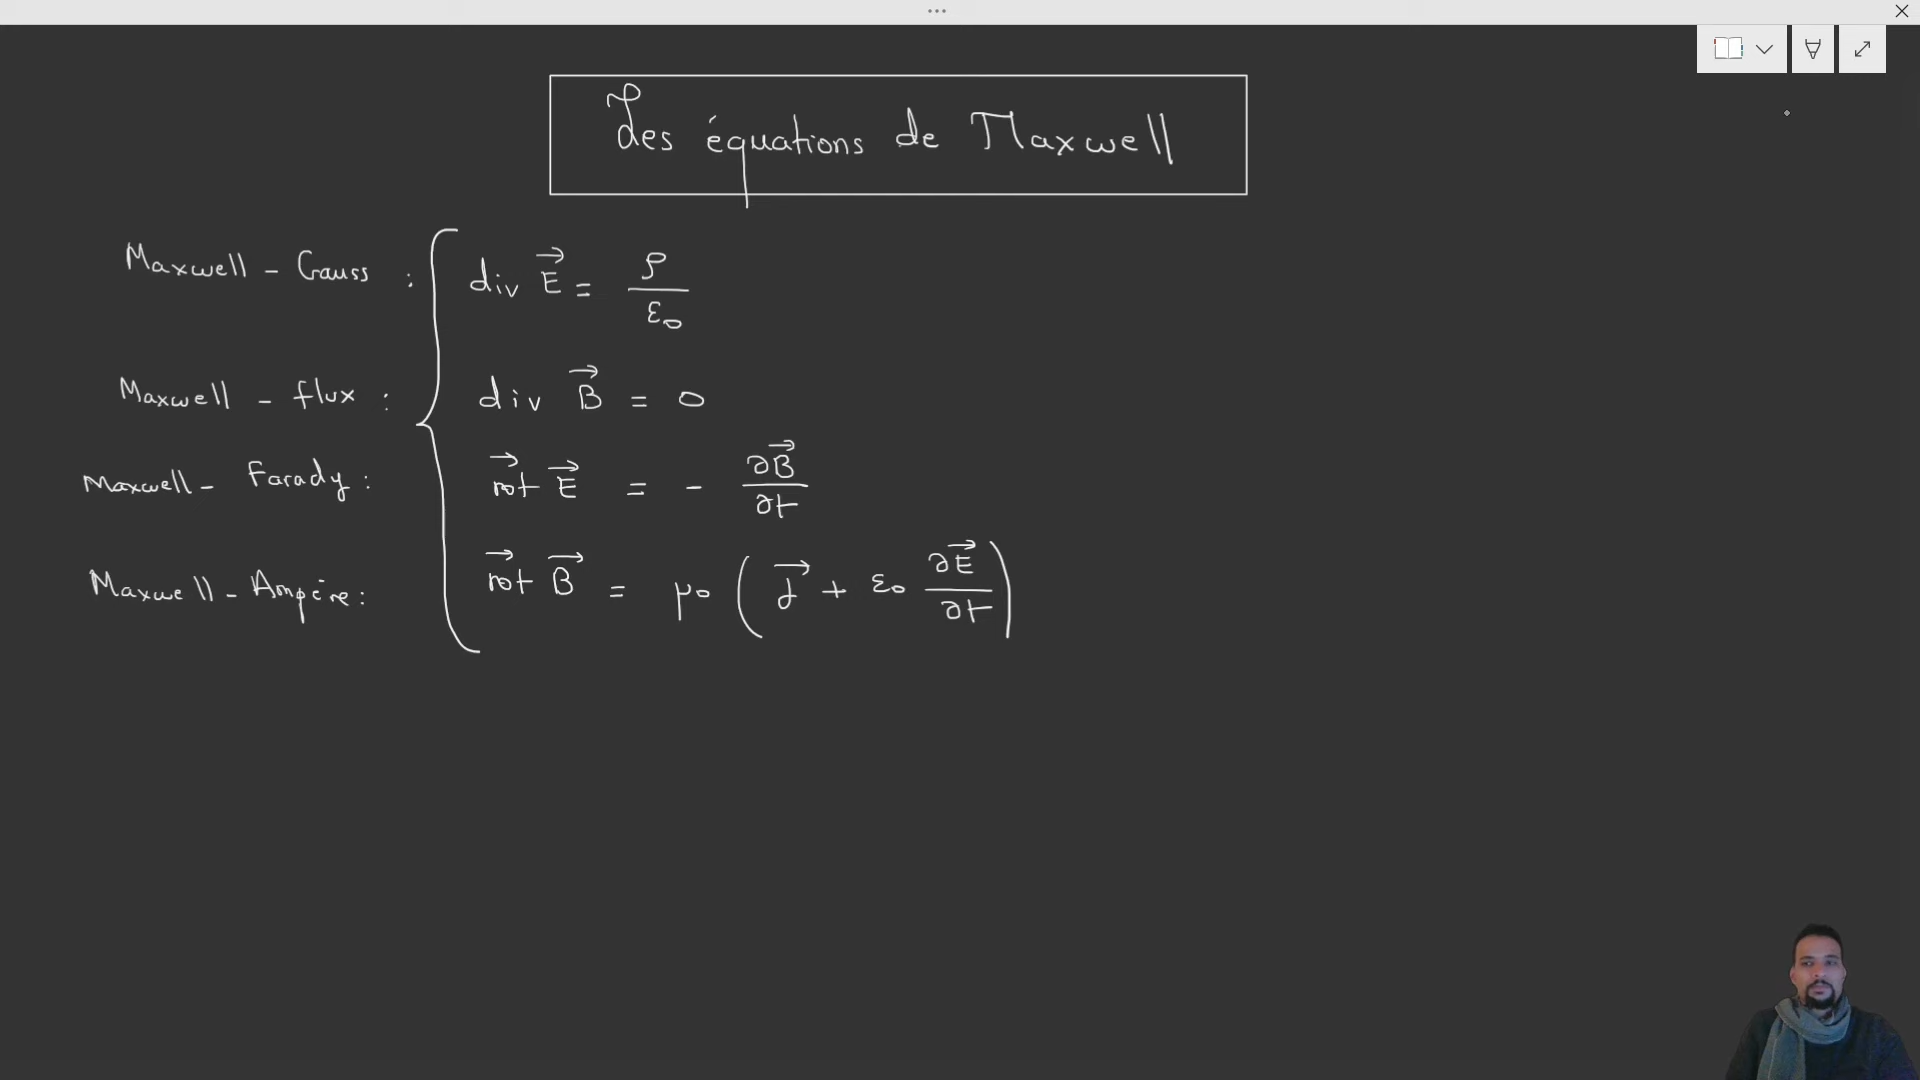 Les équations de Maxwell
Maxwell - Gauss : div E⃗ = ρ / ε₀
Maxwell - flux : div B⃗ = 0
Maxwell - Farady : rot⃗ E⃗ = - ∂B⃗ / ∂t
Maxwell - Ampère : rot⃗ B⃗ = μ₀ ( j⃗ + ε₀ ∂E⃗ / ∂t )